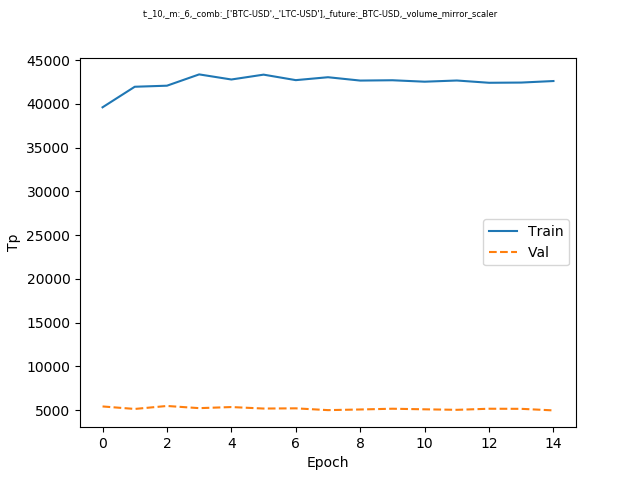 t:_10,_m:_6,_comb:_['BTC-USD',_'LTC-USD'],_future:_BTC-USD,_volume_mirror_scaler
45000
40000
35000
30000
25000
20000
15000
10000
5000
Tp
Train
Val
0 2 4 6 8 10 12 14
Epoch